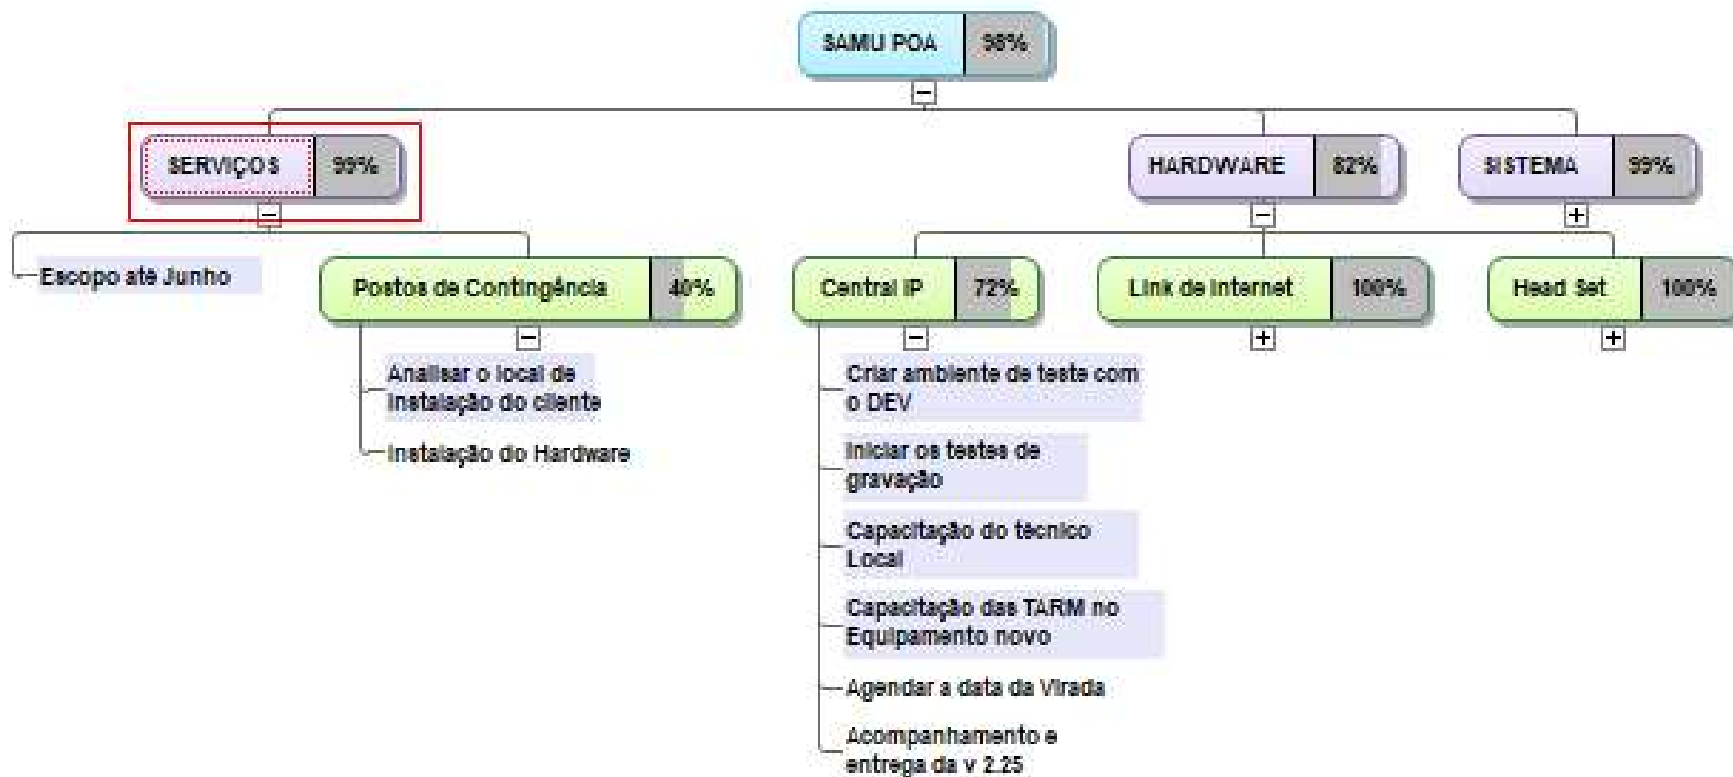 SAMU POA 98%
SERVIÇOS 99%
HARDWARE 82%
SISTEMA 99%
Escopo até Junho
Postos de Contingência 40%
Central IP 72%
Link de Internet 100%
Head Set 100%
Analisar o local de
Instalação do cliente
Instalação do Hardware
Criar ambiente de teste com
o DEV
Iniciar os testes de
gravação
Capacitação do técnico
Local
Capacitação das TARM no
Equipamento novo
Agendar a data da Virada
Acompanhamento e
entrega da v 2.25